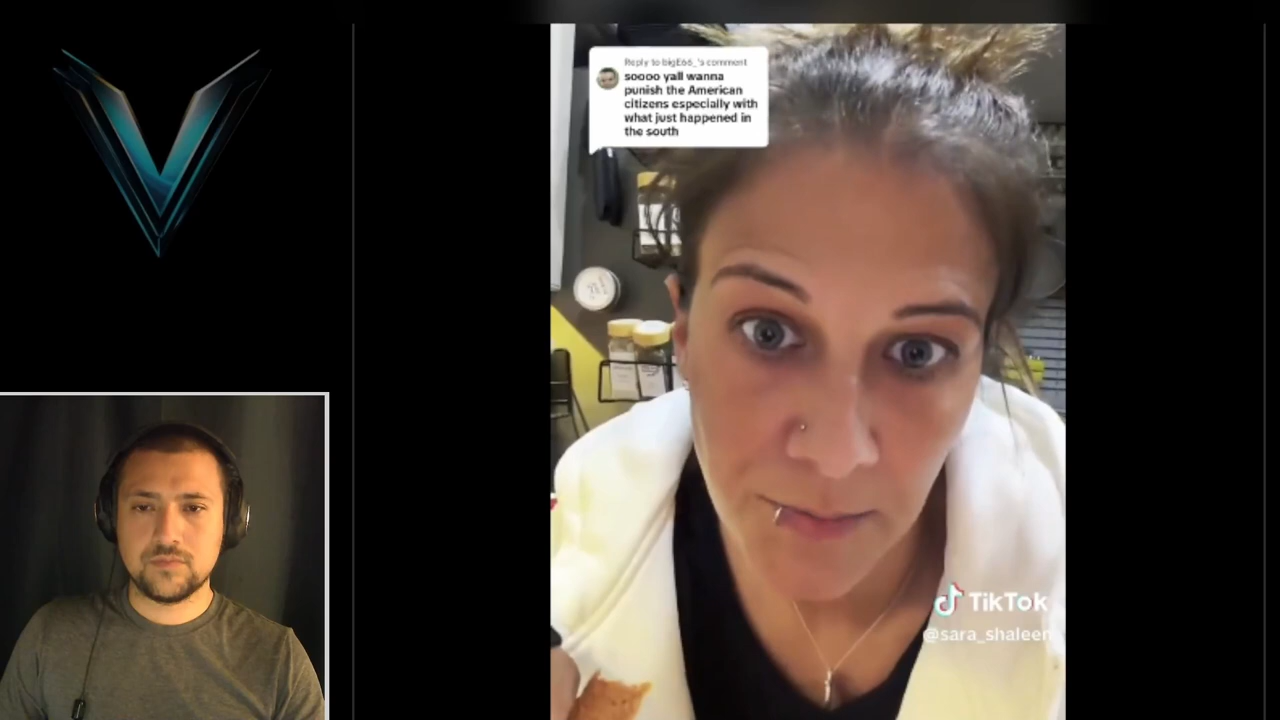 Reply to bigE66_'s comment
soooo yall wanna
punish the American
citizens especially with
what just happened in
the south
TikTok
@sara_shaleen